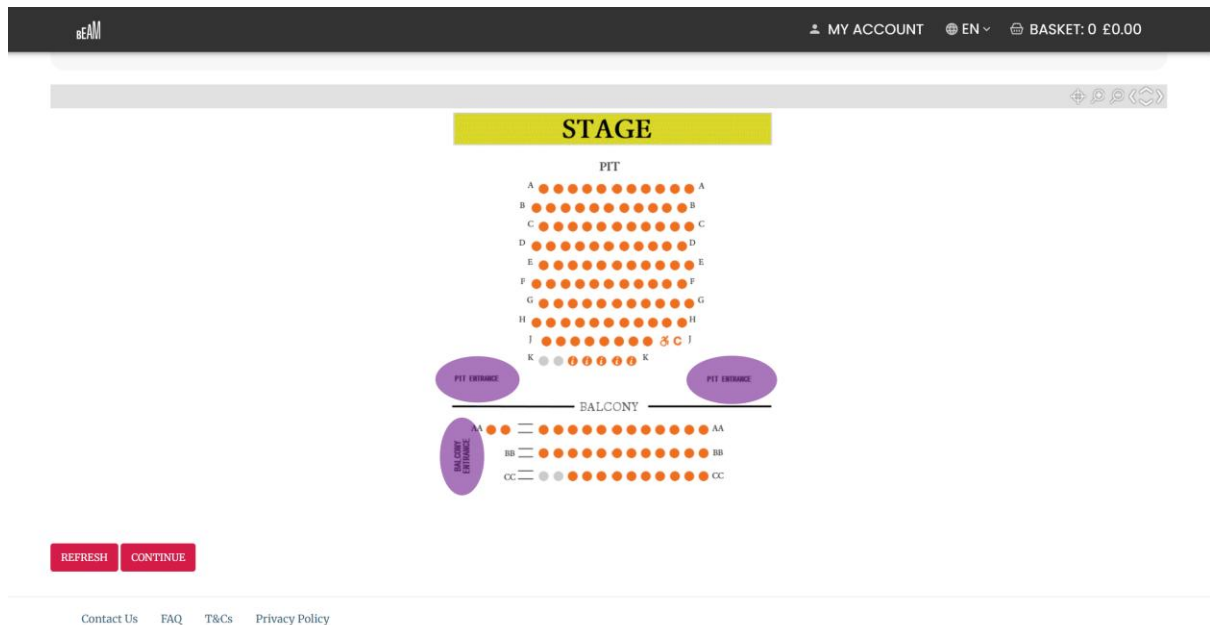 BEAM
MY ACCOUNT EN BASKET: 0 £0.00
STAGE
PIT
A A
B B
C C
D D
E E
F F
G G
H H
J C J
K i i i i i K
PIT ENTRANCE PIT ENTRANCE
BALCONY
AA AA
BALCONY
ENTRANCE
BB BB
CC CC
REFRESH CONTINUE
Contact Us FAQ T&Cs Privacy Policy